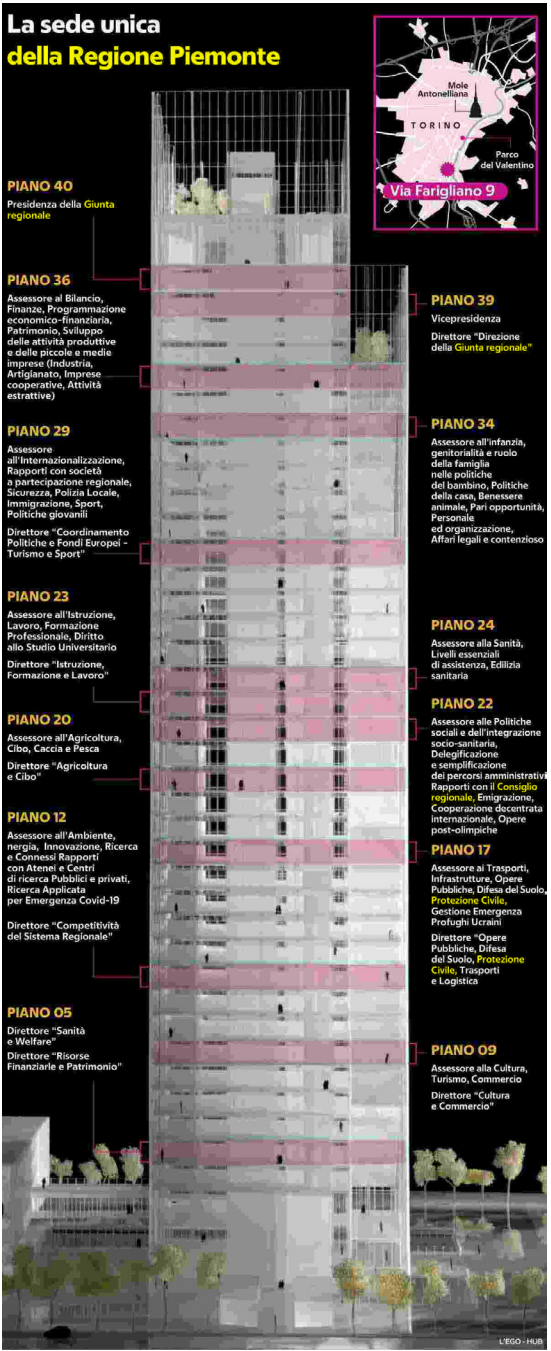 La sede unica
della Regione Piemonte
Mole
Antonelliana
TORINO
Parco
del Valentino
Via Farigliano 9
PIANO 40
Presidenza della Giunta
regionale
PIANO 36
Assessore al Bilancio,
Finanze, Programmazione
economico-finanziaria,
Patrimonio, Sviluppo
delle attività produttive
e delle piccole e medie
imprese (Industria,
Artigianato, Imprese
cooperative, Attività
estrattive)
PIANO 29
Assessore
all'Internazionalizzazione,
Rapporti con società
a partecipazione regionale,
Sicurezza, Polizia Locale,
Immigrazione, Sport,
Politiche giovanili
Direttore "Coordinamento
Politiche e Fondi Europei -
Turismo e Sport"
PIANO 23
Assessore all'Istruzione,
Lavoro, Formazione
Professionale, Diritto
allo Studio Universitario
Direttore "Istruzione,
Formazione e Lavoro"
PIANO 20
Assessore all'Agricoltura,
Cibo, Caccia e Pesca
Direttore "Agricoltura
e Cibo"
PIANO 12
Assessore all'Ambiente,
nergia, Innovazione, Ricerca
e Connessi Rapporti
con Atenei e Centri
di ricerca Pubblici e privati,
Ricerca Applicata
per Emergenza Covid-19
Direttore "Competitività
del Sistema Regionale"
PIANO 05
Direttore "Sanità
e Welfare"
Direttore "Risorse
Finanziarle e Patrimonio"
PIANO 39
Vicepresidenza
Direttore "Direzione
della Giunta regionale"
PIANO 34
Assessore all'infanzia,
genitorialità e ruolo
della famiglia
nelle politiche
del bambino, Politiche
della casa, Benessere
animale, Pari opportunità,
Personale
ed organizzazione,
Affari legali e contenzioso
PIANO 24
Assessore alla Sanità,
Livelli essenziali
di assistenza, Edilizia
sanitaria
PIANO 22
Assessore alle Politiche
sociali e dell'integrazione
socio-sanitaria,
Delegificazione
e semplificazione
dei percorsi amministrativi
Rapporti con il Consiglio
regionale, Emigrazione,
Cooperazione decentrata
internazionale, Opere
post-olimpiche
PIANO 17
Assessore ai Trasporti,
Infrastrutture, Opere
Pubbliche, Difesa del Suolo,
Protezione Civile,
Gestione Emergenza
Profughi Ucraini
Direttore "Opere
Pubbliche, Difesa
del Suolo, Protezione
Civile, Trasporti
e Logistica
PIANO 09
Assessore alla Cultura,
Turismo, Commercio
Direttore "Cultura
e Commercio"
L'EGO - HUB